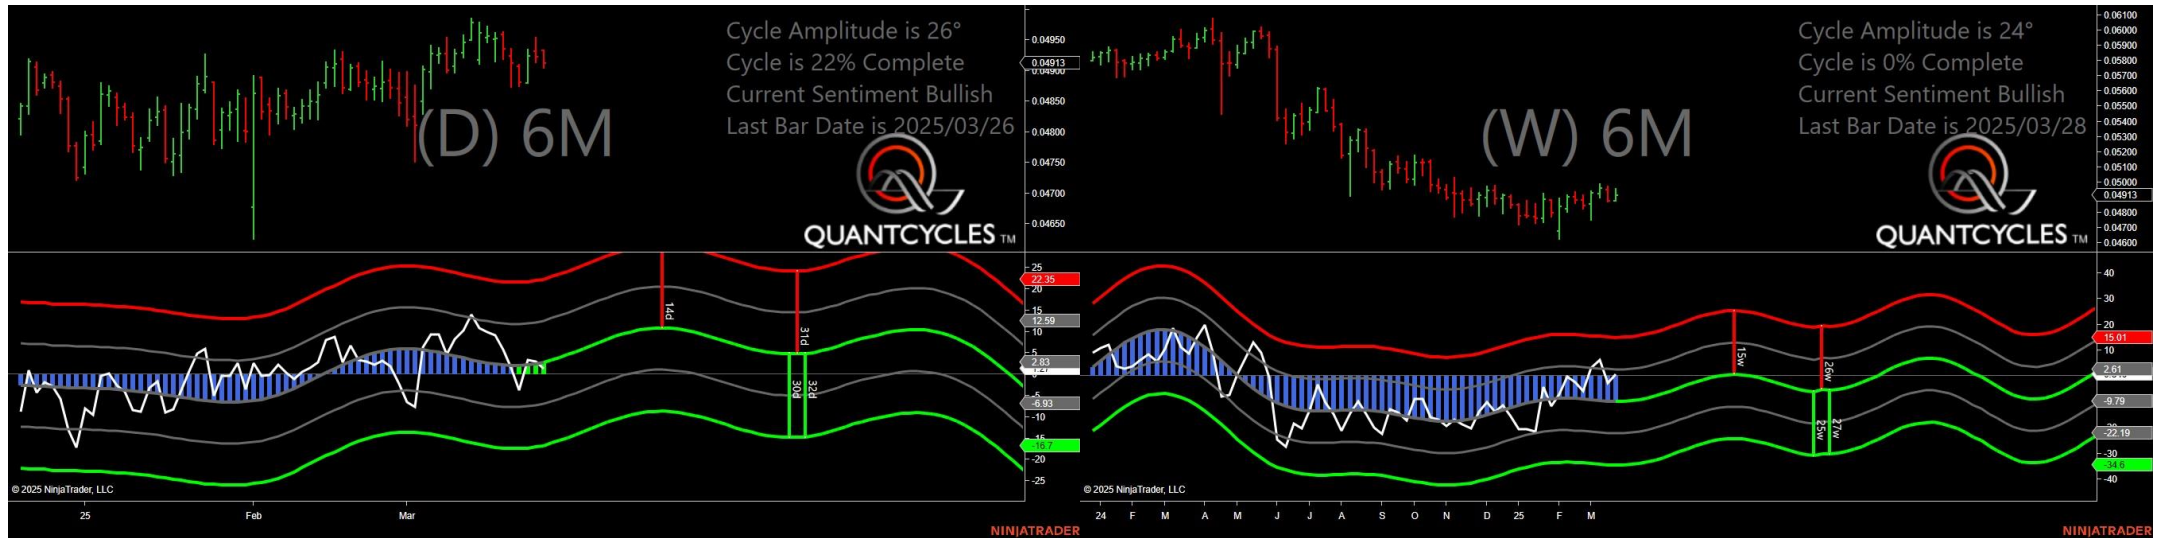 Cycle Amplitude is 26°
Cycle is 22% Complete
Current Sentiment Bullish
Last Bar Date is 2025/03/26
(D) 6M
QUANTCYCLES TM
0.04950
0.04913
0.04900
0.04850
0.04800
0.04750
0.04700
0.04650
25
22.35
20
15
12.59
10
5
2.83
-6.93
-10
-16.7
-20
-25
14d
31d
30d
32d
© 2025 NinjaTrader, LLC
25 Feb Mar
NINJATRADER
Cycle Amplitude is 24°
Cycle is 0% Complete
Current Sentiment Bullish
Last Bar Date is 2025/03/28
(W) 6M
QUANTCYCLES TM
0.06100
0.05900
0.05800
0.05700
0.05600
0.05500
0.05400
0.05300
0.05200
0.05100
0.05000
0.04913
0.04800
0.04700
0.04600
40
30
20
15.01
10
2.61
-9.79
-22.19
-30
-34.6
-40
15w
26w
25w
27w
© 2025 NinjaTrader, LLC
24 F M A M J J A S O N D 25 F M
NINJATRADER